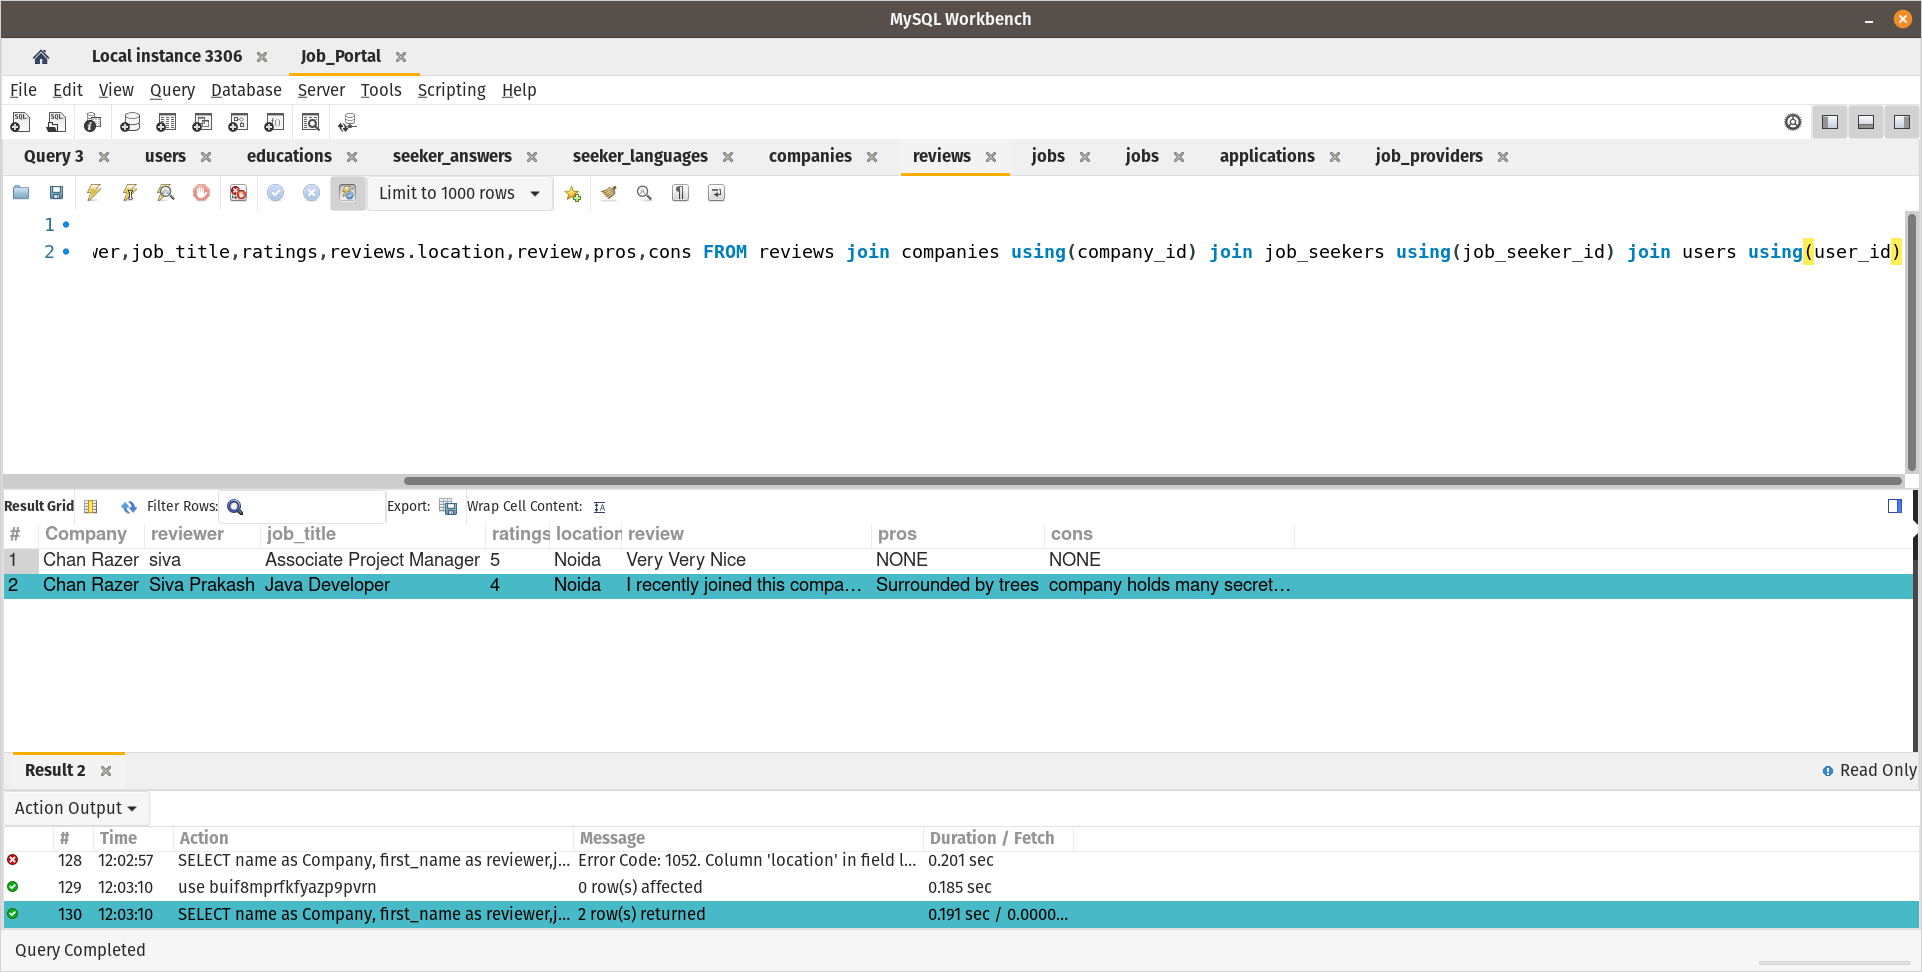 MySQL Workbench
Local instance 3306 Job_Portal
File Edit View Query Database Server Tools Scripting Help
Query 3 users educations seeker_answers seeker_languages companies reviews jobs jobs applications job_providers
Limit to 1000 rows
1
2 wer,job_title,ratings,reviews.location,review,pros,cons FROM reviews join companies using(company_id) join job_seekers using(job_seeker_id) join users using(user_id)
Result Grid Filter Rows: Export: Wrap Cell Content:
# Company reviewer job_title ratings location review pros cons
1 Chan Razer siva Associate Project Manager 5 Noida Very Very Nice NONE NONE
2 Chan Razer Siva Prakash Java Developer 4 Noida I recently joined this compa... Surrounded by trees company holds many secret...
Result 2 Read Only
Action Output
# Time Action Message Duration / Fetch
128 12:02:57 SELECT name as Company, first_name as reviewer,j... Error Code: 1052. Column 'location' in field l... 0.201 sec
129 12:03:10 use buif8mprfkfyazp9pvrn 0 row(s) affected 0.185 sec
130 12:03:10 SELECT name as Company, first_name as reviewer,j... 2 row(s) returned 0.191 sec / 0.0000...
Query Completed